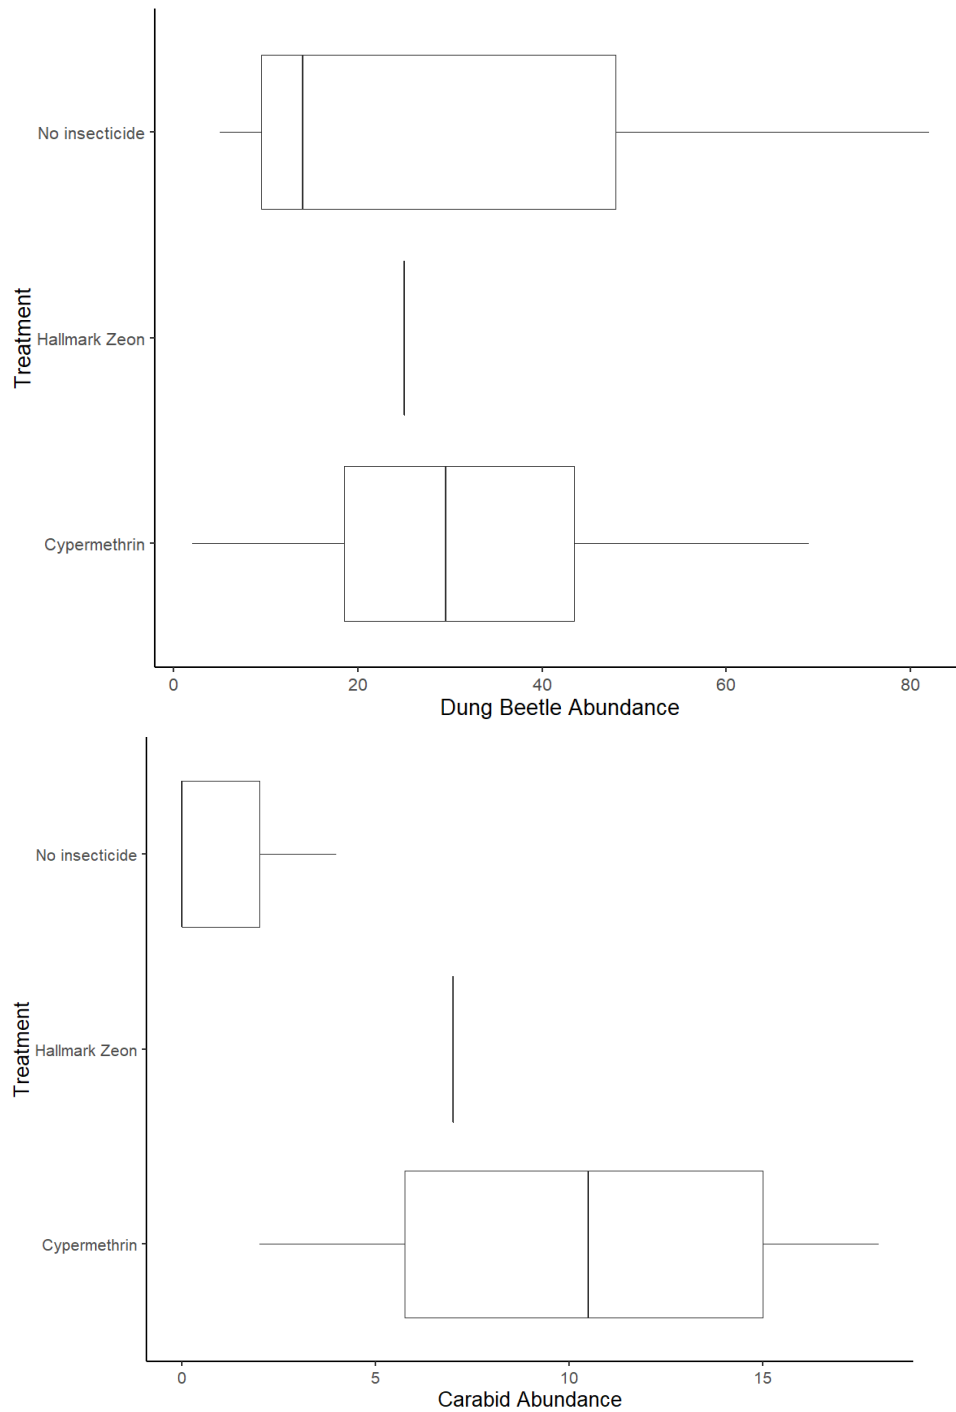 No insecticide
Hallmark Zeon
Cypermethrin
Treatment
0 20 40 60 80
Dung Beetle Abundance
No insecticide
Hallmark Zeon
Cypermethrin
Treatment
0 5 10 15
Carabid Abundance